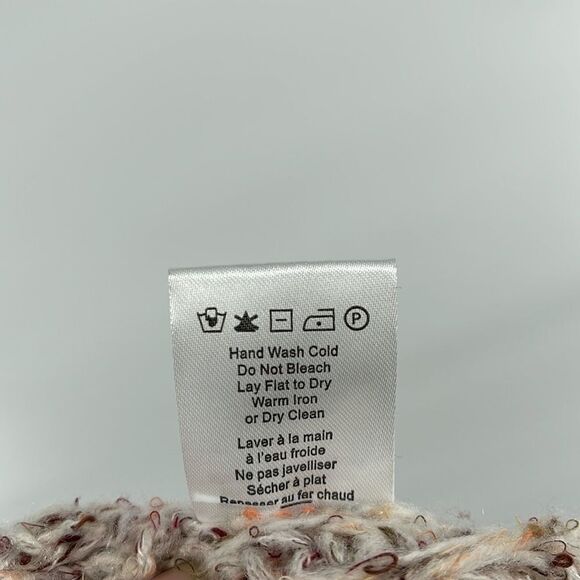 P
Hand Wash Cold
Do Not Bleach
Lay Flat to Dry
Warm Iron
or Dry Clean
Laver à la main
à l'eau froide
Ne pas javelliser
Sécher à plat
Repasser au fer chaud